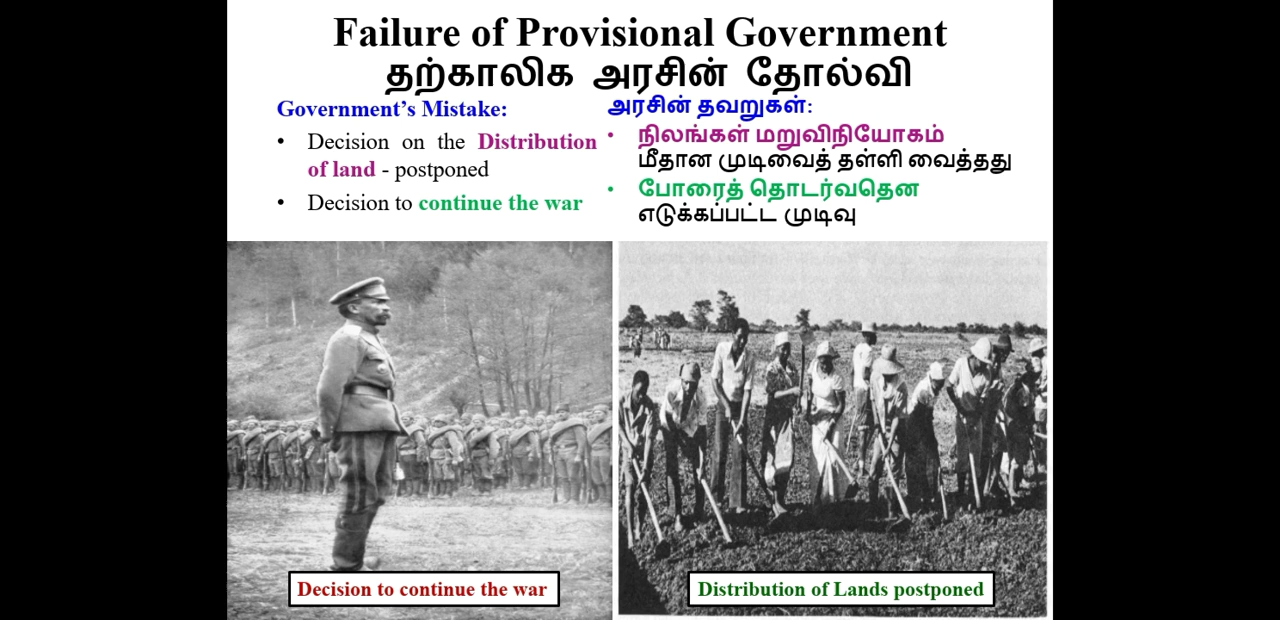 Failure of Provisional Government
தற்காலிக அரசின் தோல்வி
Government's Mistake:
• Decision on the Distribution
of land - postponed
• Decision to continue the war
அரசின் தவறுகள்:
• நிலங்கள் மறுவிநியோகம்
மீதான முடிவைத் தள்ளி வைத்தது
• போரைத் தொடர்வதென
எடுக்கப்பட்ட முடிவு
Decision to continue the war
Distribution of Lands postponed